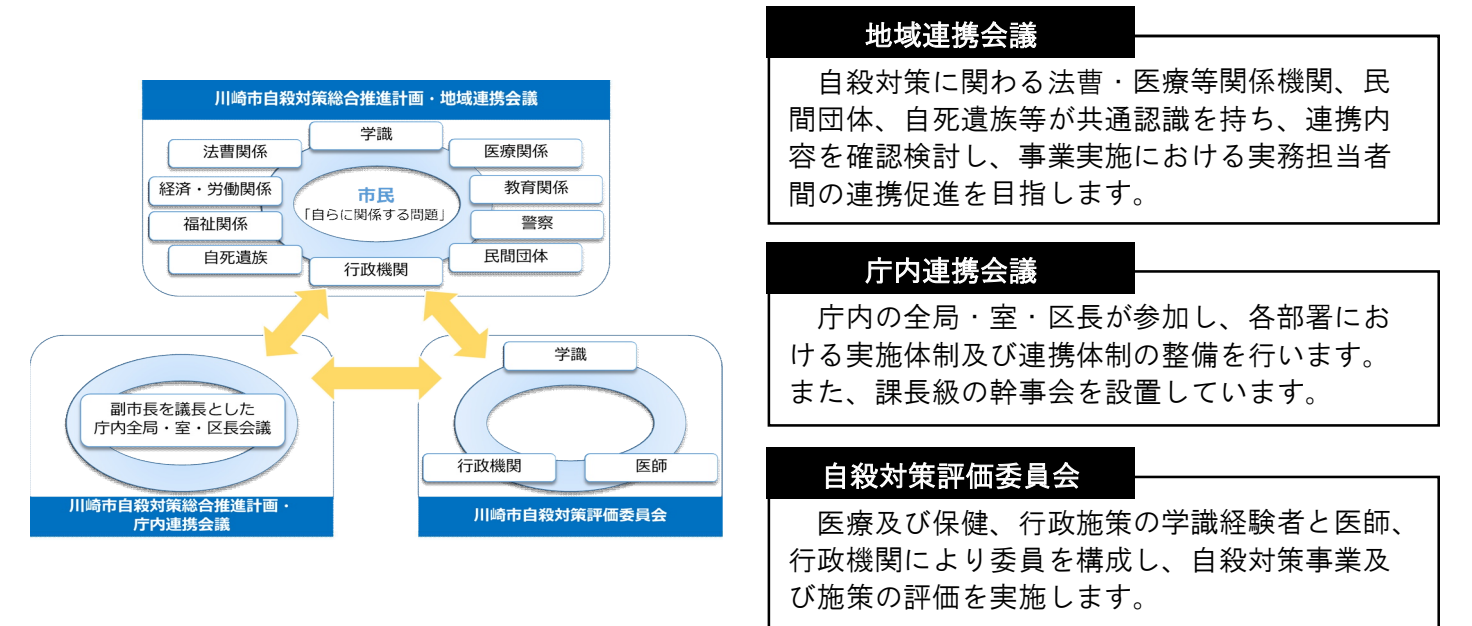 川崎市自殺対策総合推進計画・地域連携会議
学識
法曹関係
医療関係
経済・労働関係
教育関係
市民
「自らに関係する問題」
福祉関係
警察
自死遺族
民間団体
行政機関
副市長を議長とした
庁内全局・室・区長会議
川崎市自殺対策総合推進計画・
庁内連携会議
学識
行政機関
医師
川崎市自殺対策評価委員会
地域連携会議
自殺対策に関わる法曹・医療等関係機関、民
間団体、自死遺族等が共通認識を持ち、連携内
容を確認検討し、事業実施における実務担当者
間の連携促進を目指します。
庁内連携会議
庁内の全局・室・区長が参加し、各部署にお
ける実施体制及び連携体制の整備を行います。
また、課長級の幹事会を設置しています。
自殺対策評価委員会
医療及び保健、行政施策の学識経験者と医師、
行政機関により委員を構成し、自殺対策事業及
び施策の評価を実施します。